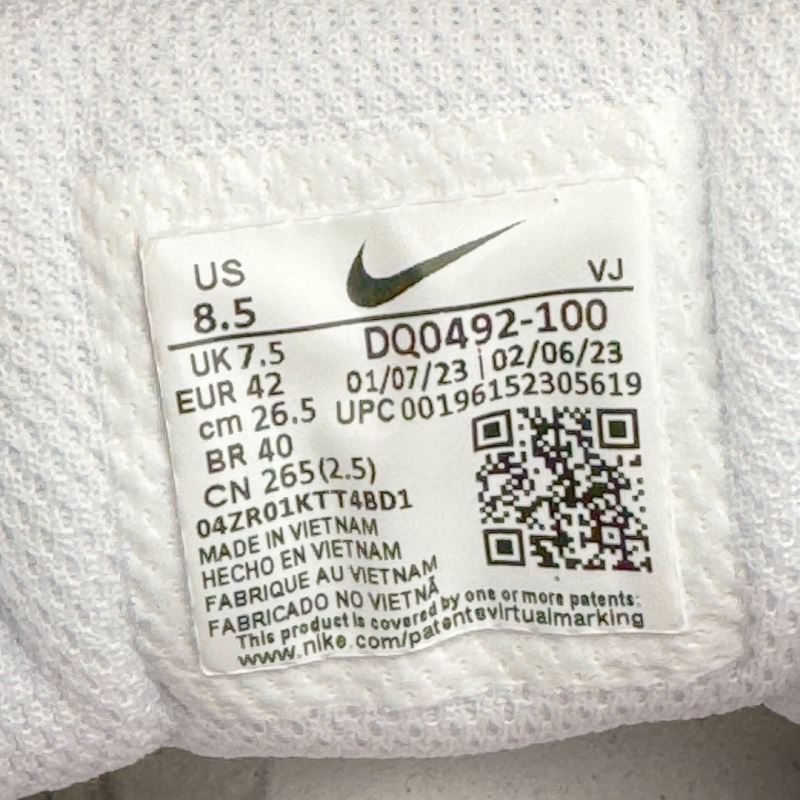 US
VJ
8.5
UK 7.5
DQ0492-100
EUR 42
01/07/23 | 02/06/23
cm 26.5
UPC 00196152305619
BR 40
CN 265(2.5)
04ZR01KTT4BD1
MADE IN VIETNAM
HECHO EN VIETNAM
FABRIQUE AU VIETNAM
FABRICADO NO VIETNÃ
This product is covered by one or more patents:
www.nike.com/patentsvirtualmarking